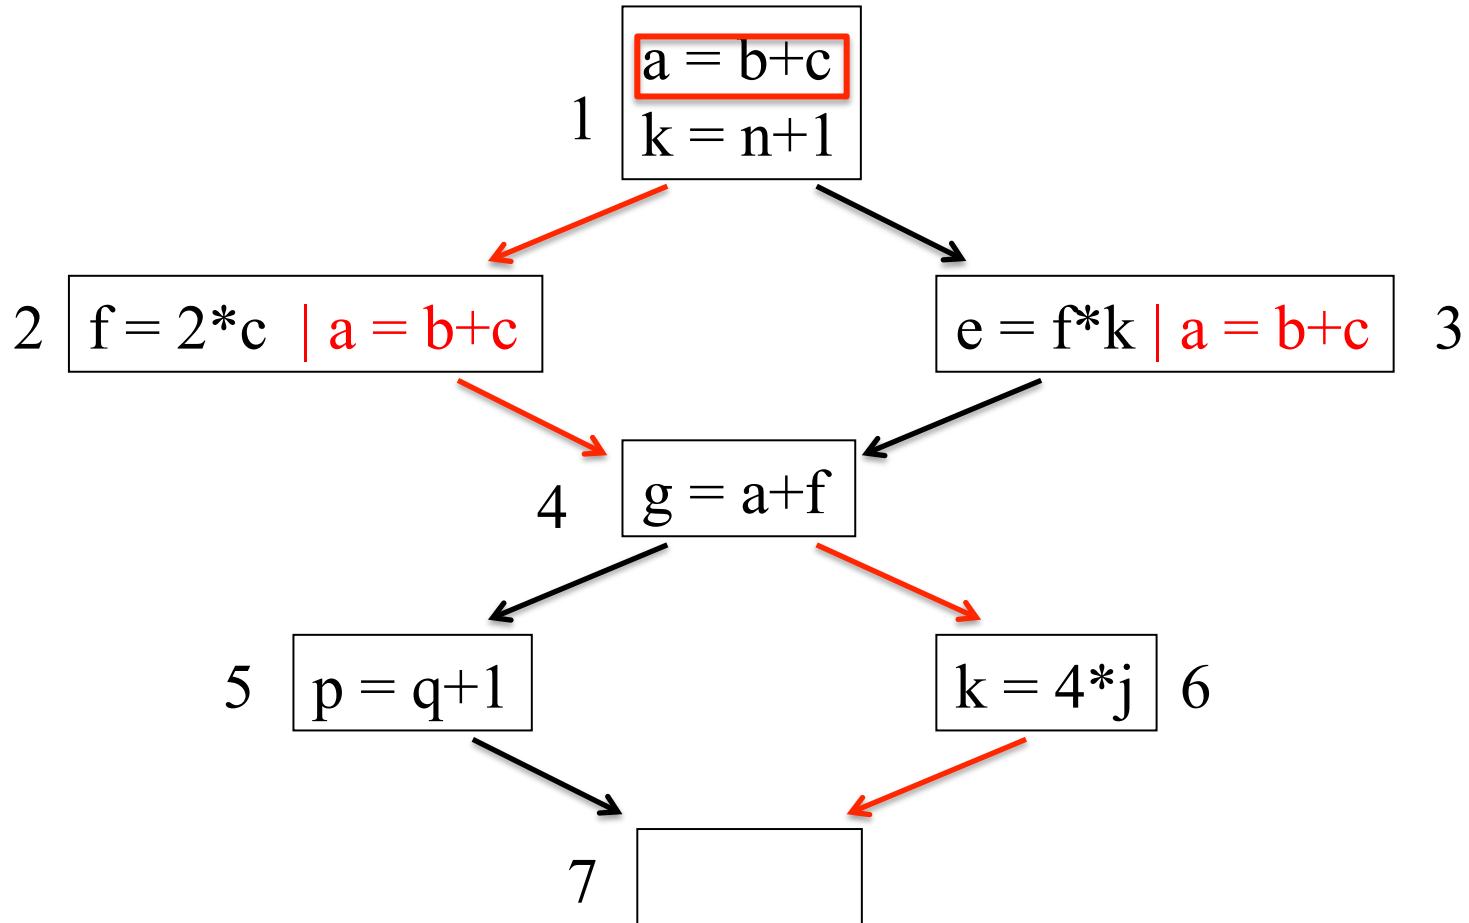 a = b+c
1
k = n+1
2 f = 2*c | a = b+c
e = f*k | a = b+c 3
4 g = a+f
5 p = q+1
k = 4*j 6
7